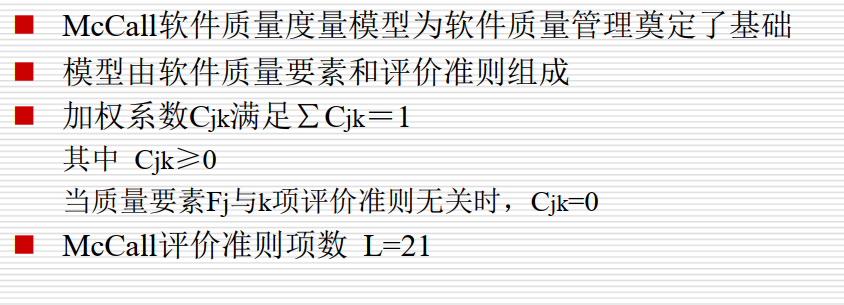 McCall软件质量度量模型为软件质量管理奠定了基础
模型由软件质量要素和评价准则组成
加权系数Cjk满足∑Cjk＝1
其中 Cjk≥0
当质量要素Fj与k项评价准则无关时，Cjk=0
McCall评价准则项数 L=21